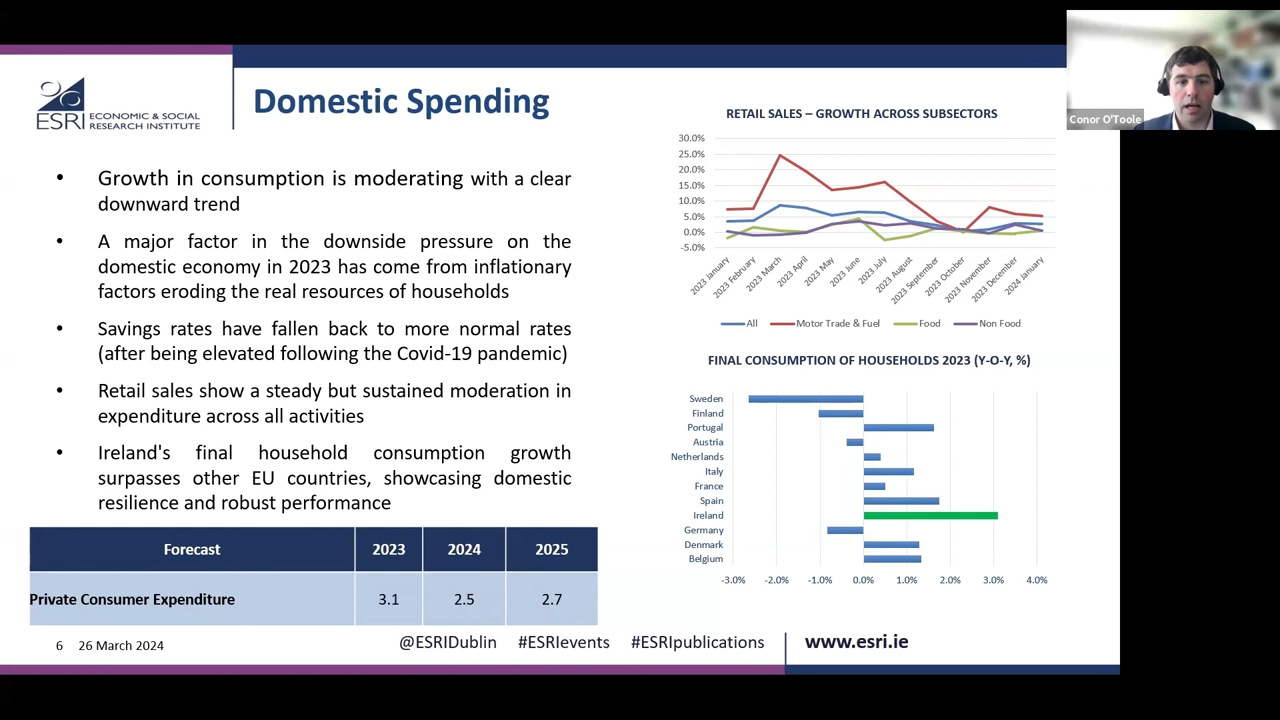 ESRI
ECONOMIC & SOCIAL
RESEARCH INSTITUTE
Domestic Spending
• Growth in consumption is moderating with a clear
downward trend
• A major factor in the downside pressure on the
domestic economy in 2023 has come from inflationary
factors eroding the real resources of households
• Savings rates have fallen back to more normal rates
(after being elevated following the Covid-19 pandemic)
• Retail sales show a steady but sustained moderation in
expenditure across all activities
• Ireland's final household consumption growth
surpasses other EU countries, showcasing domestic
resilience and robust performance
Forecast 2023 2024 2025
Private Consumer Expenditure 3.1 2.5 2.7
RETAIL SALES – GROWTH ACROSS SUBSECTORS
30.0%
25.0%
20.0%
15.0%
10.0%
5.0%
0.0%
-5.0%
2023 January
2023 February
2023 March
2023 April
2023 May
2023 June
2023 July
2023 August
2023 September
2023 October
2023 November
2023 December
2024 January
All Motor Trade & Fuel Food Non Food
FINAL CONSUMPTION OF HOUSEHOLDS 2023 (Y-O-Y, %)
Sweden
Finland
Portugal
Austria
Netherlands
Italy
France
Spain
Ireland
Germany
Denmark
Belgium
-3.0% -2.0% -1.0% 0.0% 1.0% 2.0% 3.0% 4.0%
6 26 March 2024
@ESRIDublin #ESRIevents #ESRIpublications
www.esri.ie
Conor O'Toole